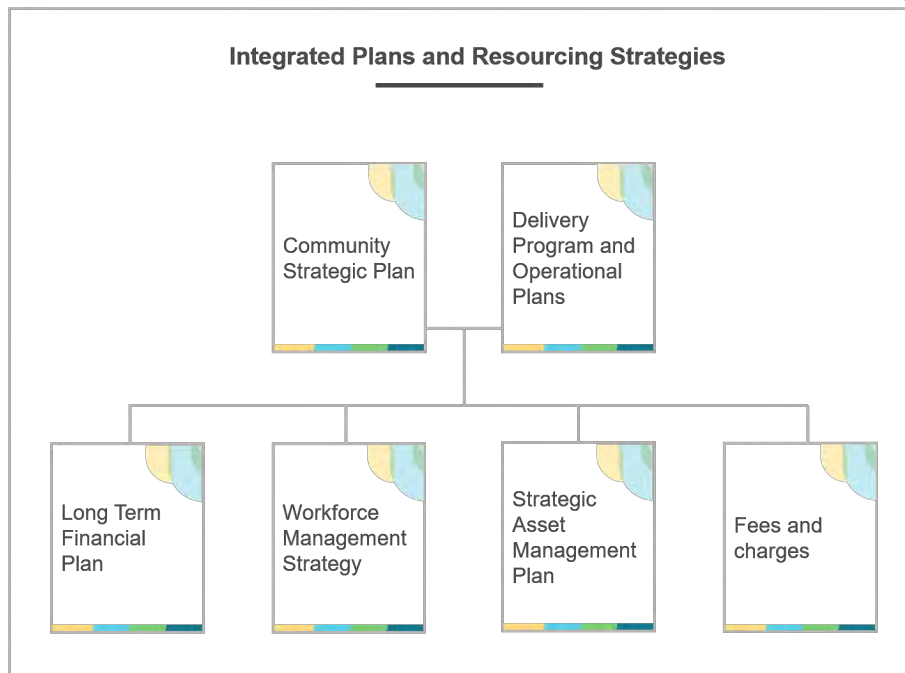 Integrated Plans and Resourcing Strategies
Community
Strategic Plan
Delivery
Program and
Operational
Plans
Long Term
Financial
Plan
Workforce
Management
Strategy
Strategic
Asset
Management
Plan
Fees and
charges